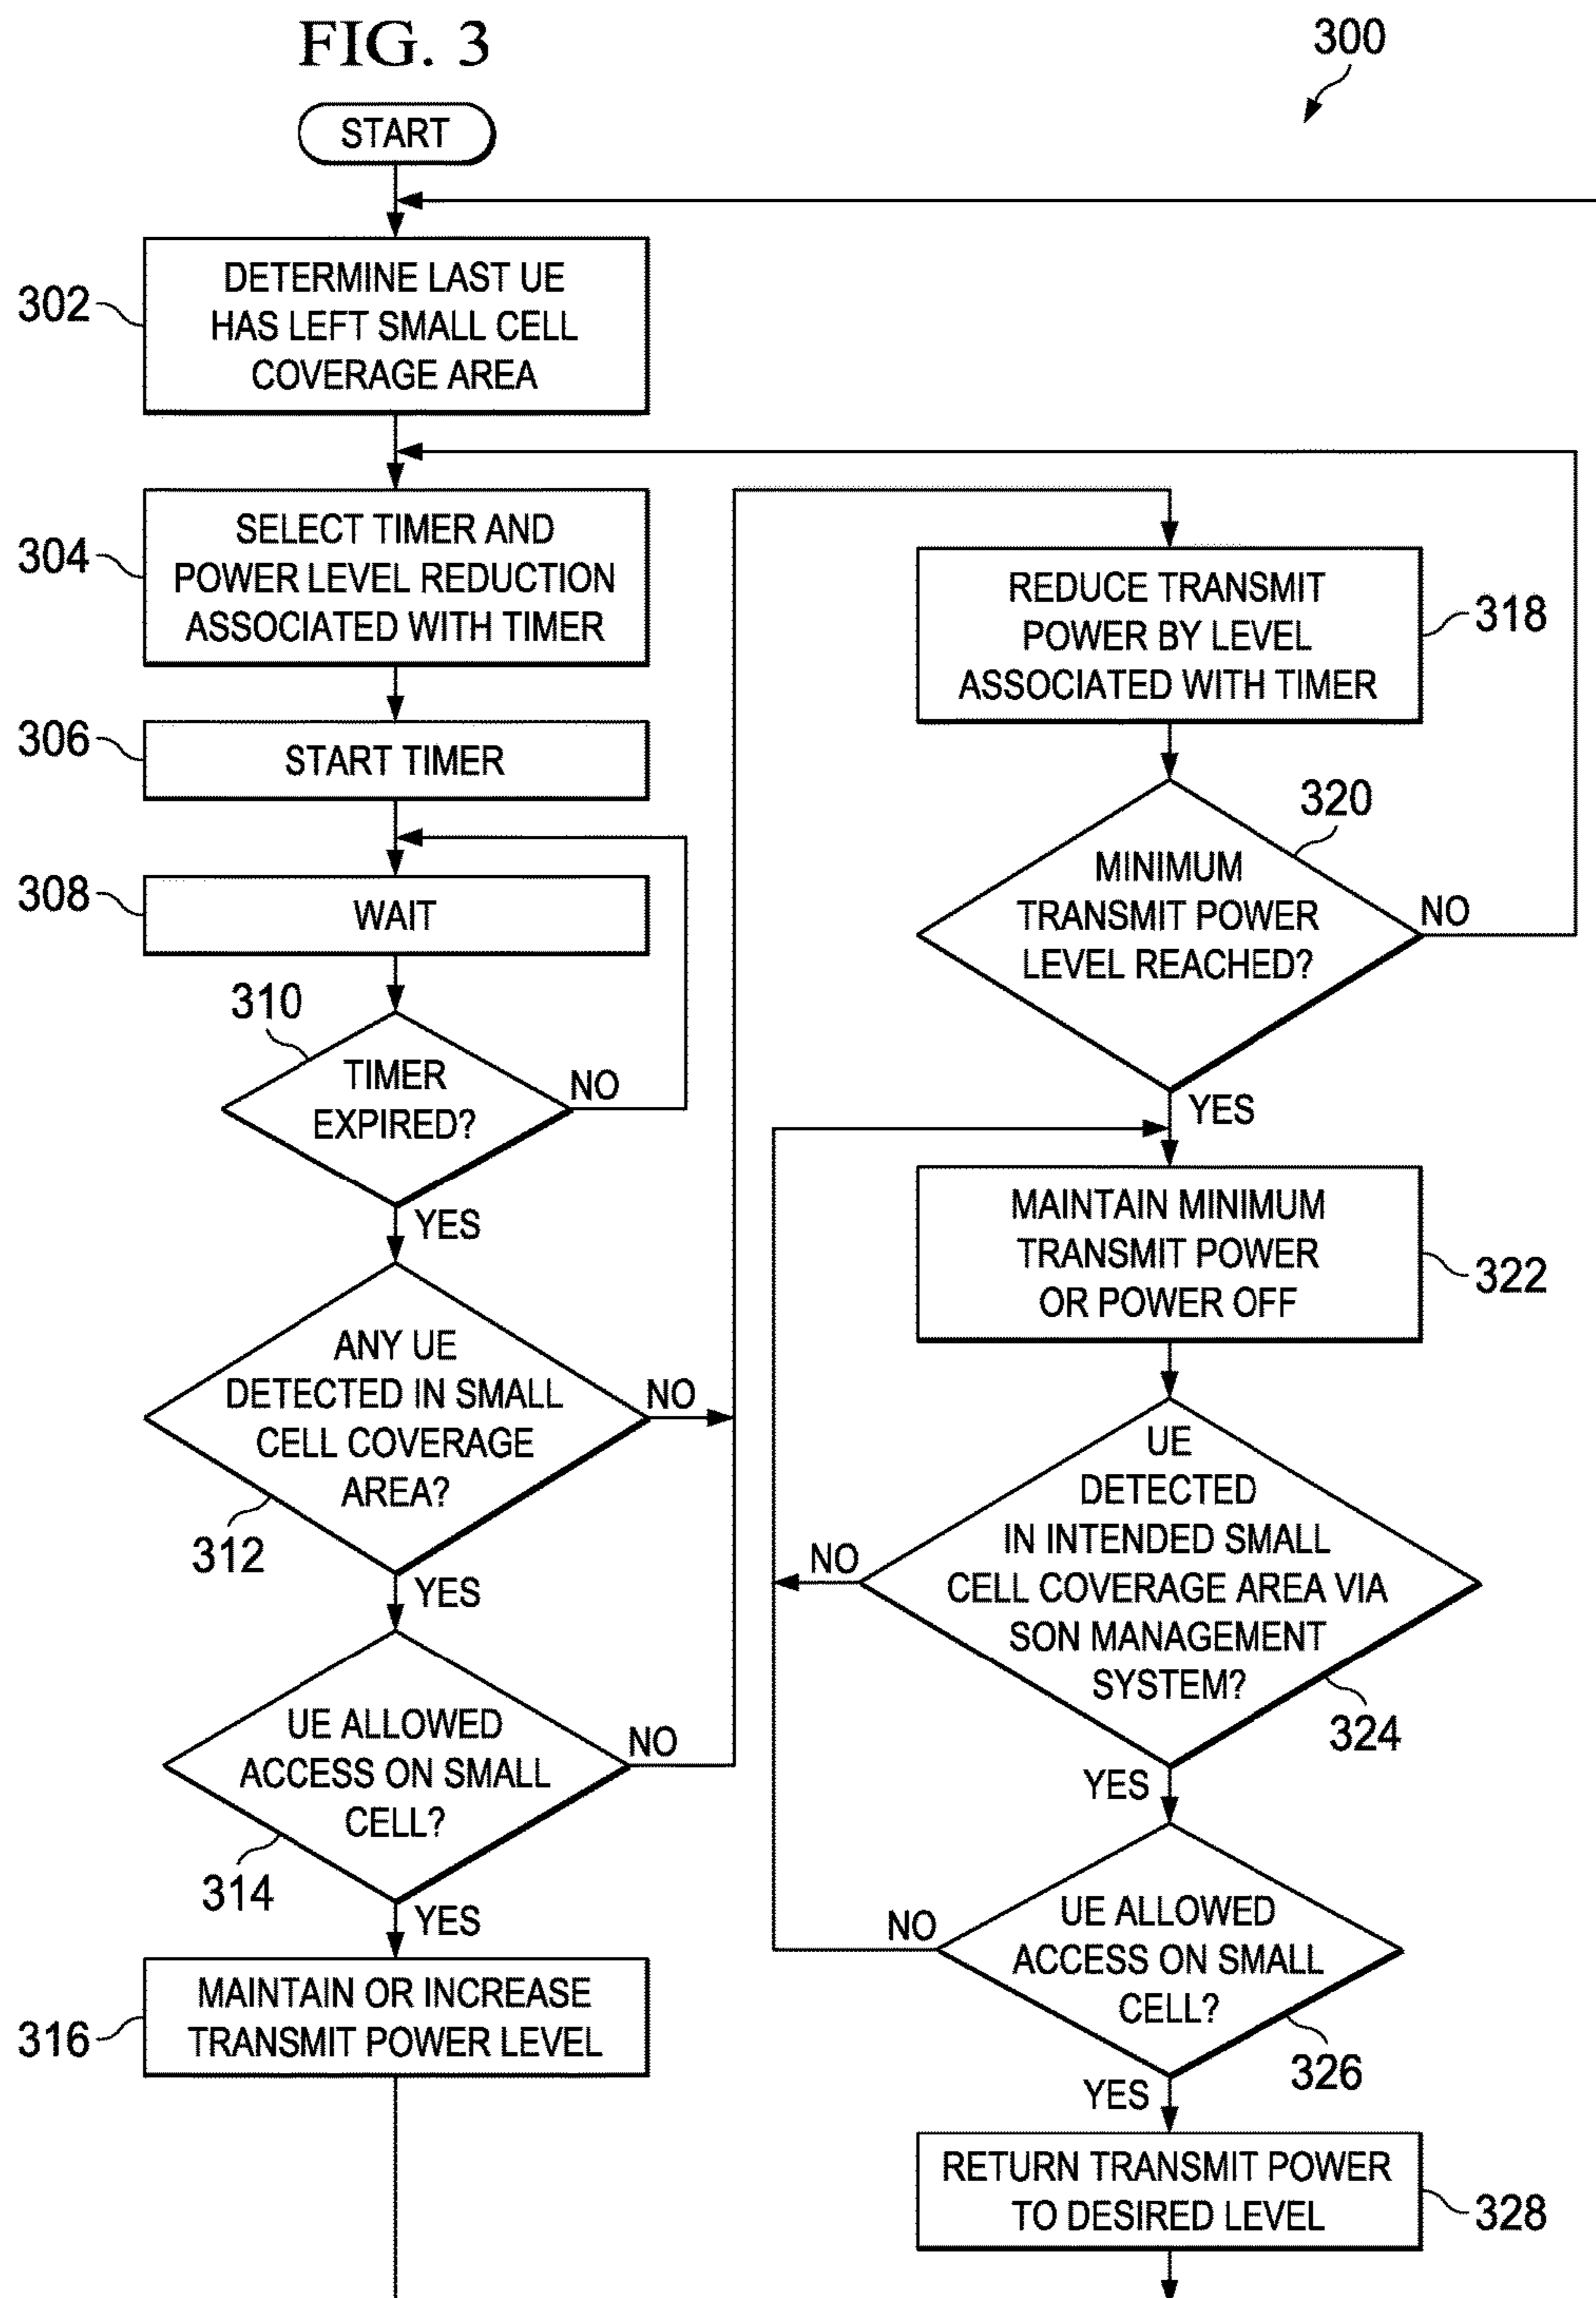 FIG. 3
300
START
302
DETERMINE LAST UE
HAS LEFT SMALL CELL
COVERAGE AREA
304
SELECT TIMER AND
POWER LEVEL REDUCTION
ASSOCIATED WITH TIMER
306
START TIMER
308
WAIT
310
TIMER
EXPIRED?
NO
YES
ANY UE
DETECTED IN SMALL
CELL COVERAGE
AREA?
NO
312
YES
UE ALLOWED
ACCESS ON SMALL
CELL?
NO
314
YES
316
MAINTAIN OR INCREASE
TRANSMIT POWER LEVEL
REDUCE TRANSMIT
POWER BY LEVEL
ASSOCIATED WITH TIMER
318
320
MINIMUM
TRANSMIT POWER
LEVEL REACHED?
NO
YES
MAINTAIN MINIMUM
TRANSMIT POWER
OR POWER OFF
322
UE
DETECTED
IN INTENDED SMALL
CELL COVERAGE AREA VIA
SON MANAGEMENT
SYSTEM?
NO
324
YES
UE ALLOWED
ACCESS ON SMALL
CELL?
NO
326
YES
RETURN TRANSMIT POWER
TO DESIRED LEVEL
328